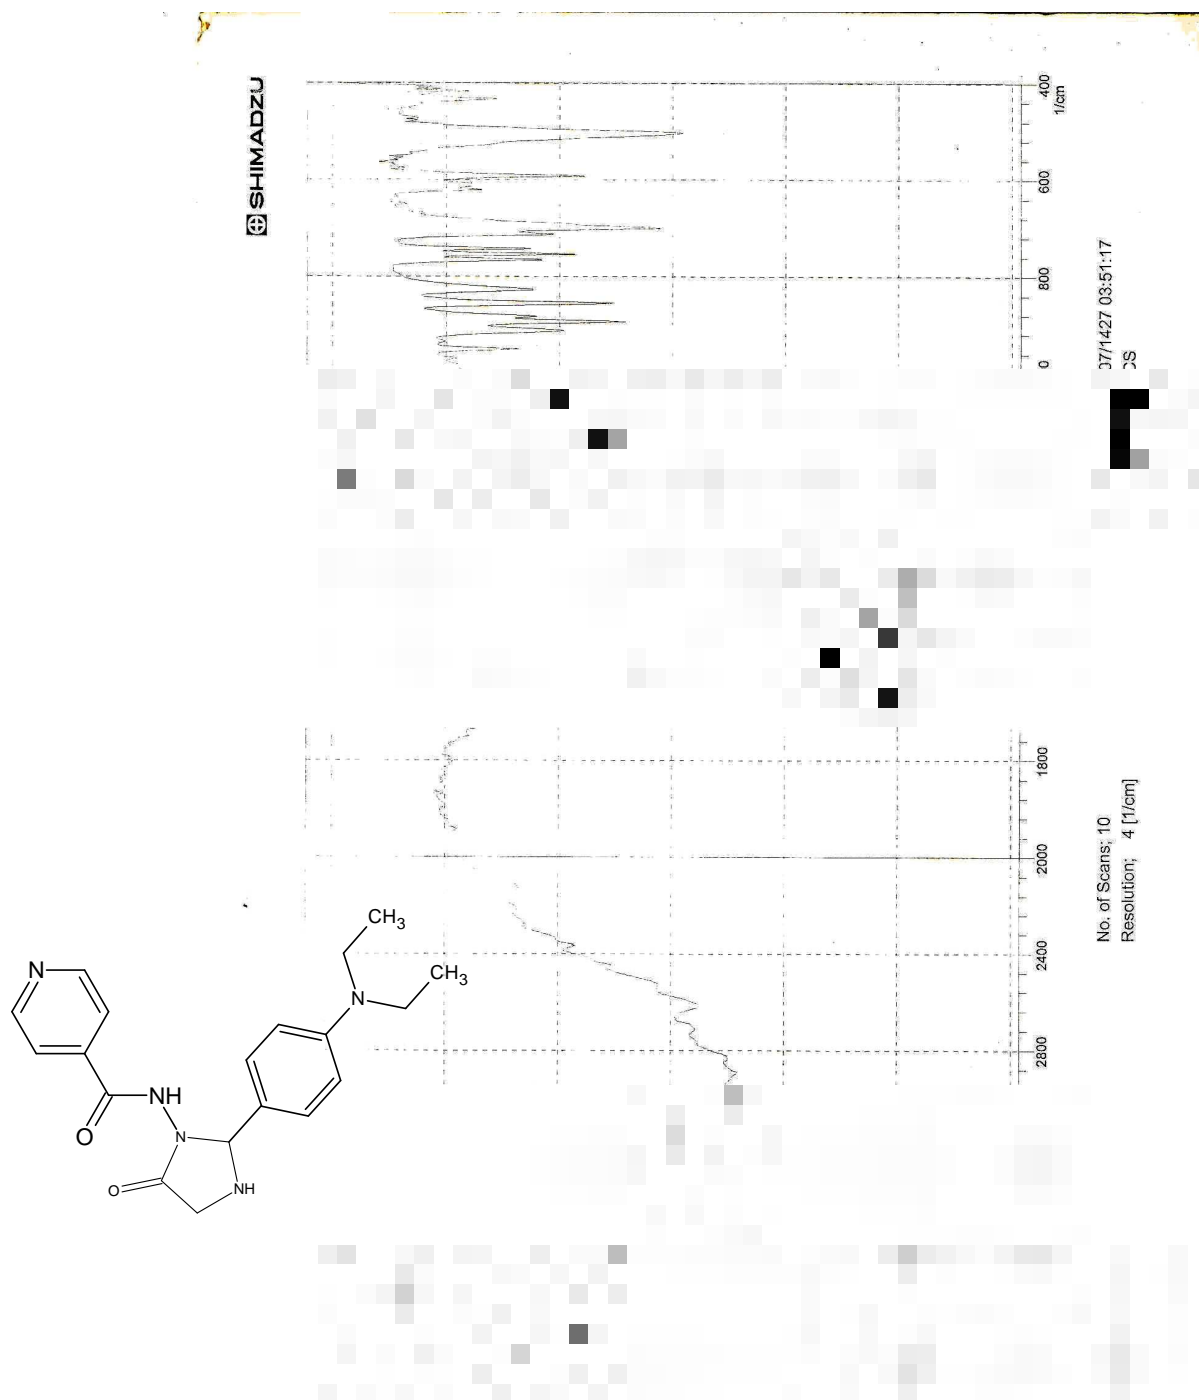 SHIMADZU
400
1/cm
600
800
0
07/1427 03:51:17
CS
1800
2000
2400
2800
No. of Scans; 10
Resolution; 4 [1/cm]
CH3
CH3
N
N
NH
O
N
O
NH